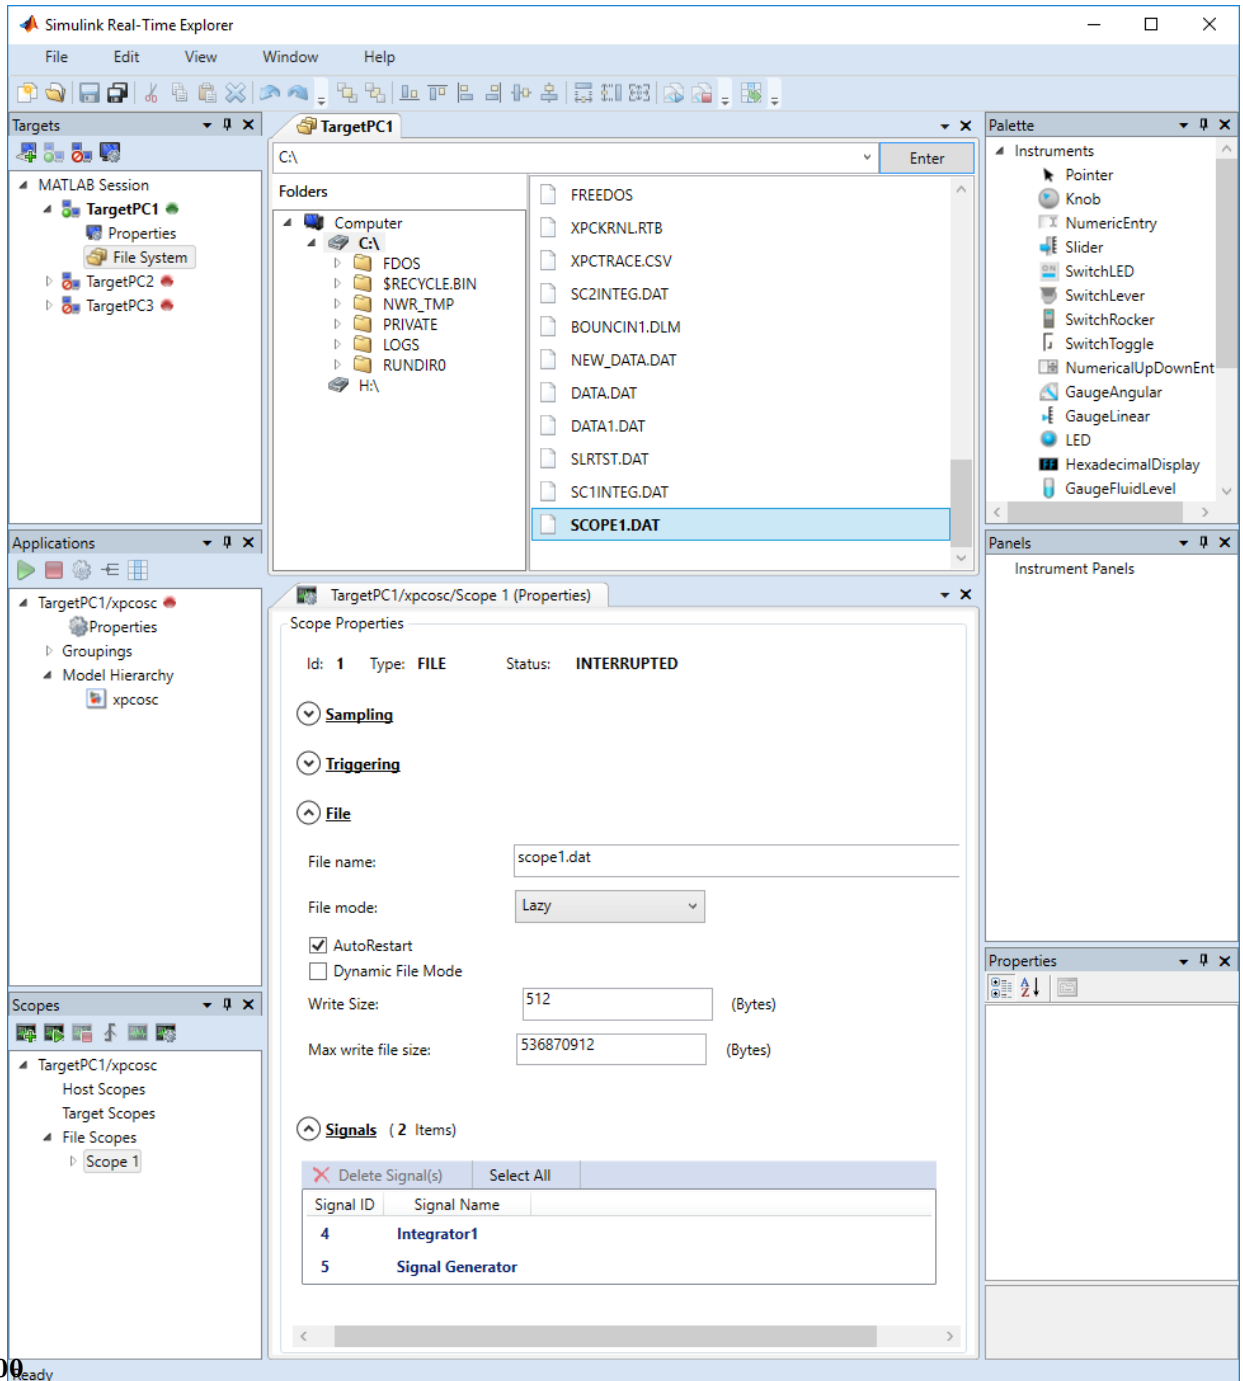 Simulink Real-Time Explorer
File Edit View Window Help
Targets
MATLAB Session
TargetPC1
Properties
File System
TargetPC2
TargetPC3
TargetPC1
C:\
Enter
Folders
Computer
C:\
FDOS
$RECYCLE.BIN
NWR_TMP
PRIVATE
LOGS
RUNDIR0
H:\
FREEDOS
XPCKRNL.RTB
XPCTRACE.CSV
SC2INTEG.DAT
BOUNCIN1.DLM
NEW_DATA.DAT
DATA.DAT
DATA1.DAT
SLRTST.DAT
SC1INTEG.DAT
SCOPE1.DAT
Palette
Instruments
Pointer
Knob
NumericEntry
Slider
SwitchLED
SwitchLever
SwitchRocker
SwitchToggle
NumericalUpDownEnt
GaugeAngular
GaugeLinear
LED
HexadecimalDisplay
GaugeFluidLevel
Applications
TargetPC1/xpcosc
Properties
Groupings
Model Hierarchy
xpcosc
TargetPC1/xpcosc/Scope 1 (Properties)
Scope Properties
Id: 1 Type: FILE Status: INTERRUPTED
Sampling
Triggering
File
File name: scope1.dat
File mode: Lazy
AutoRestart
Dynamic File Mode
Write Size: 512 (Bytes)
Max write file size: 536870912 (Bytes)
Signals ( 2 Items)
Delete Signal(s) Select All
Signal ID Signal Name
4 Integrator1
5 Signal Generator
Panels
Instrument Panels
Properties
Scopes
TargetPC1/xpcosc
Host Scopes
Target Scopes
File Scopes
Scope 1